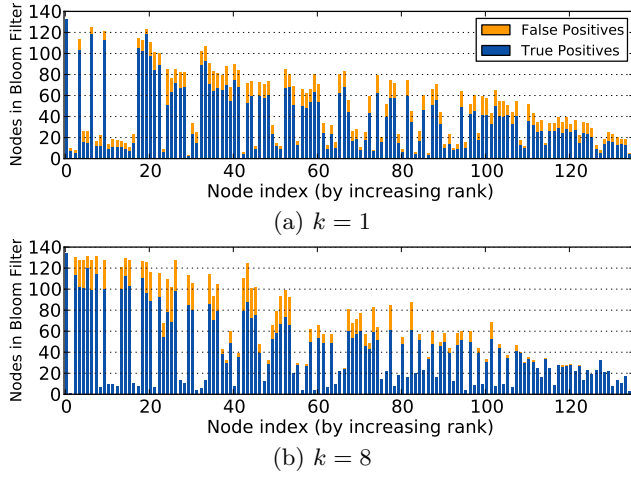 Nodes in Bloom Filter
140
120
100
80
60
40
20
0
False Positives
True Positives
0 20 40 60 80 100 120
Node index (by increasing rank)
(a) k = 1
Nodes in Bloom Filter
140
120
100
80
60
40
20
0
0 20 40 60 80 100 120
Node index (by increasing rank)
(b) k = 8